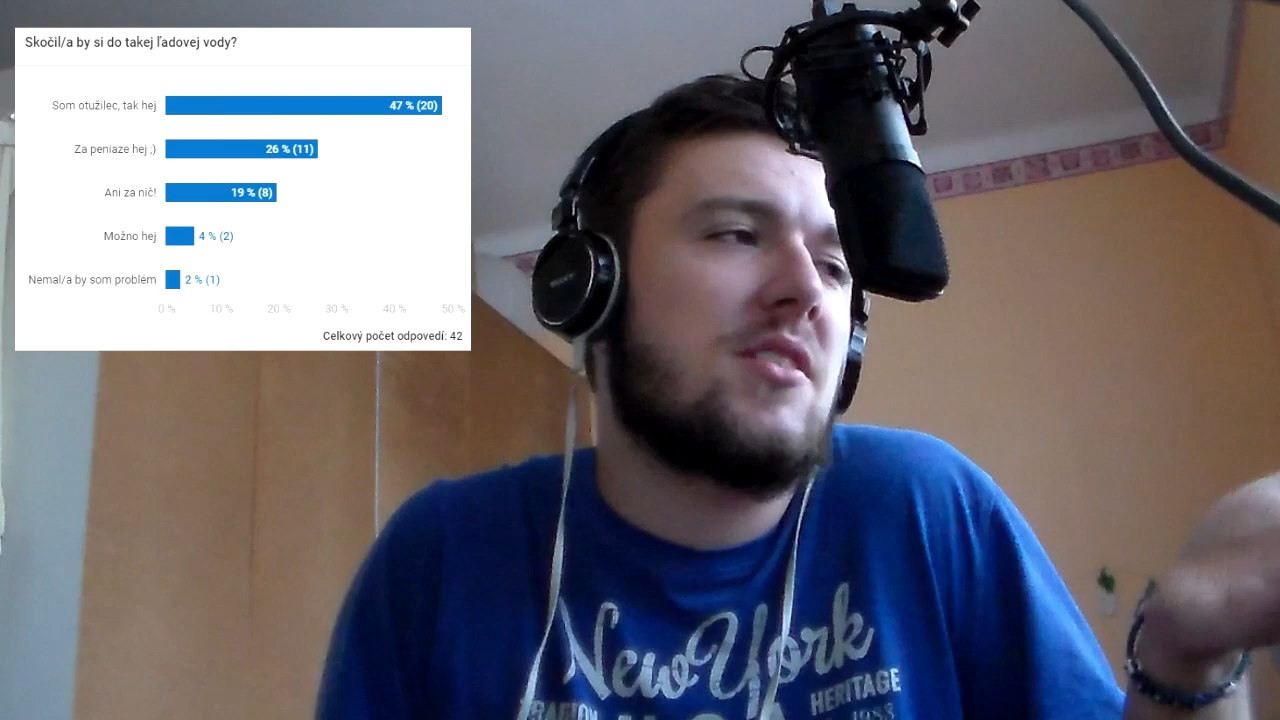 Skočil/a by si do takej ľadovej vody?
Som otužilec, tak hej
47 % (20)
Za peniaze hej ;)
26 % (11)
Ani za nič!
19 % (8)
Možno hej
4 % (2)
Nemal/a by som problém
2 % (1)
0 % 10 % 20 % 30 % 40 % 50 %
Celkový počet odpovedí: 42
New York
HERITAGE